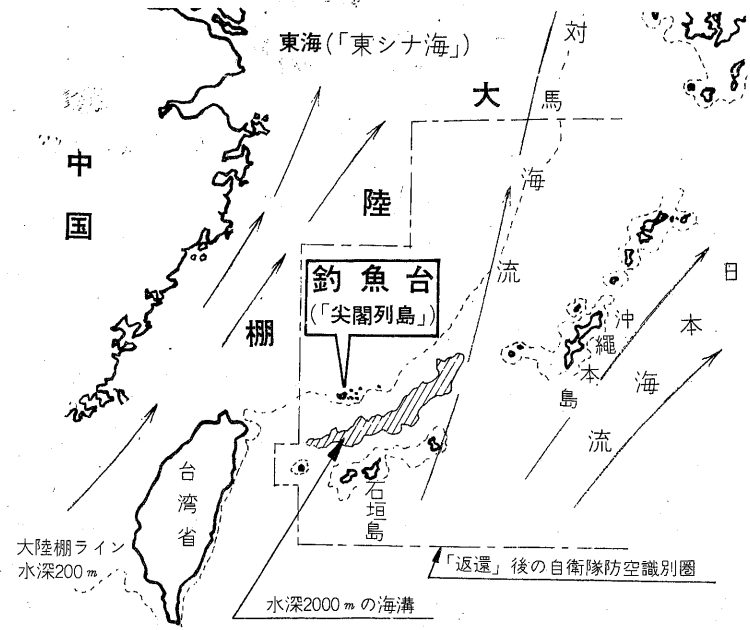 東海(「東シナ海」)
対馬海流
大陸棚
中国
釣魚台
(「尖閣列島」)
日本海流
沖縄本島
台湾省
石垣島
大陸棚ライン
水深200m
「返還」後の自衛隊防空識別圏
水深2000mの海溝